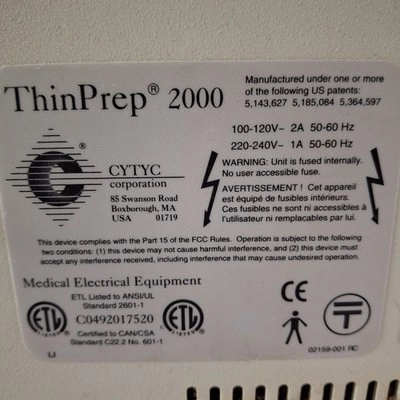 ThinPrep® 2000
Manufactured under one or more
of the following US patents:
5,143,627 5,185,084 5,364,597
100-120V~ 2A 50-60 Hz
220-240V~ 1A 50-60 Hz
®
C
CYTYC
corporation
85 Swanson Road
Boxborough, MA
USA 01719
WARNING: Unit is fused internally.
No user accessible fuse.
AVERTISSEMENT ! Cet appareil
est équipé de fusibles intérieurs.
Ces fusibles ne sont ni accessibles à
l'utilisateur ni remplacables par lui.
This device complies with the Part 15 of the FCC Rules. Operation is subject to the following
two conditions: (1) this device may not cause harmful interference, and (2) this device must
accept any interference received, including interference that may cause undesired operation.
Medical Electrical Equipment
ETL Listed to ANSI/UL
Standard 2601-1
ETL C0492017520 ETL
Certified to CAN/CSA
Standard C22.2 No. 601-1
CE
T
02159-001 RC